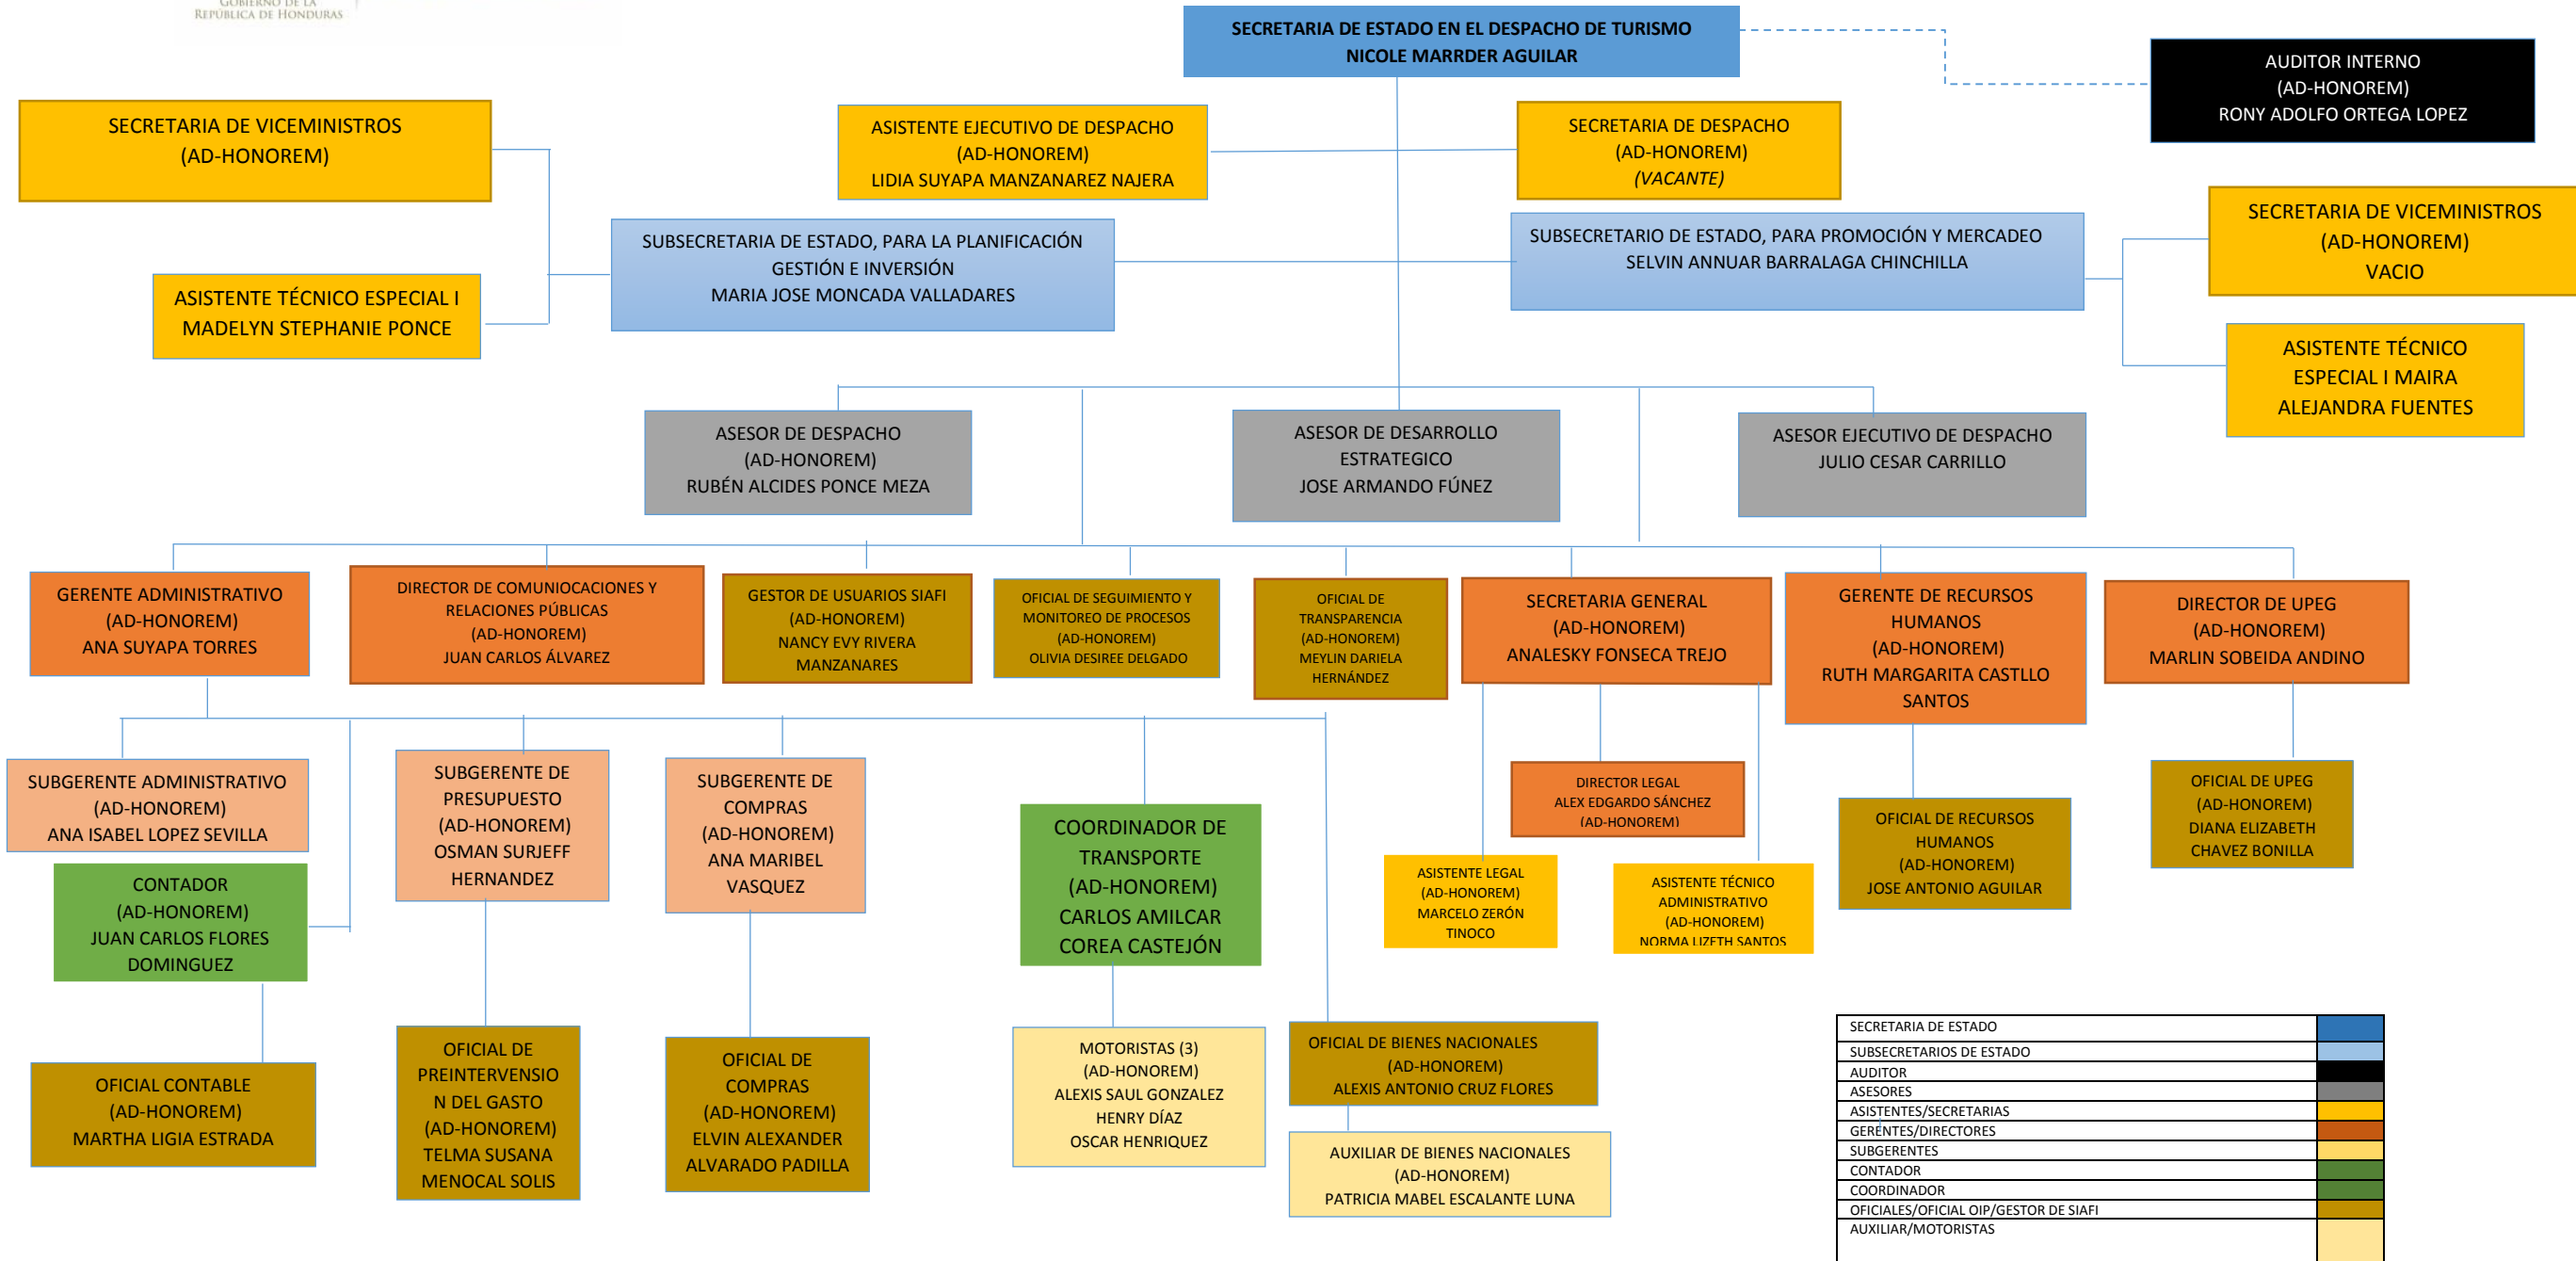 GOBIERNO DE LA
REPÚBLICA DE HONDURAS
SECRETARIA DE ESTADO EN EL DESPACHO DE TURISMO
NICOLE MARRDER AGUILAR
AUDITOR INTERNO
(AD-HONOREM)
RONY ADOLFO ORTEGA LOPEZ
SECRETARIA DE VICEMINISTROS
(AD-HONOREM)
ASISTENTE EJECUTIVO DE DESPACHO
(AD-HONOREM)
LIDIA SUYAPA MANZANAREZ NAJERA
SECRETARIA DE DESPACHO
(AD-HONOREM)
(VACANTE)
SECRETARIA DE VICEMINISTROS
(AD-HONOREM)
VACIO
SUBSECRETARIA DE ESTADO, PARA LA PLANIFICACIÓN
GESTIÓN E INVERSIÓN
MARIA JOSE MONCADA VALLADARES
SUBSECRETARIO DE ESTADO, PARA PROMOCIÓN Y MERCADEO
SELVIN ANNUAR BARRALAGA CHINCHILLA
ASISTENTE TÉCNICO ESPECIAL I
MADELYN STEPHANIE PONCE
ASISTENTE TÉCNICO
ESPECIAL I MAIRA
ALEJANDRA FUENTES
ASESOR DE DESPACHO
(AD-HONOREM)
RUBÉN ALCIDES PONCE MEZA
ASESOR DE DESARROLLO
ESTRATEGICO
JOSE ARMANDO FÚNEZ
ASESOR EJECUTIVO DE DESPACHO
JULIO CESAR CARRILLO
GERENTE ADMINISTRATIVO
(AD-HONOREM)
ANA SUYAPA TORRES
DIRECTOR DE COMUNIOCACIONES Y
RELACIONES PÚBLICAS
(AD-HONOREM)
JUAN CARLOS ÁLVAREZ
GESTOR DE USUARIOS SIAFI
(AD-HONOREM)
NANCY EVY RIVERA
MANZANARES
OFICIAL DE SEGUIMIENTO Y
MONITOREO DE PROCESOS
(AD-HONOREM)
OLIVIA DESIREE DELGADO
OFICIAL DE
TRANSPARENCIA
(AD-HONOREM)
MEYLIN DARIELA
HERNÁNDEZ
SECRETARIA GENERAL
(AD-HONOREM)
ANALESKY FONSECA TREJO
GERENTE DE RECURSOS
HUMANOS
(AD-HONOREM)
RUTH MARGARITA CASTLLO
SANTOS
DIRECTOR DE UPEG
(AD-HONOREM)
MARLIN SOBEIDA ANDINO
SUBGERENTE ADMINISTRATIVO
(AD-HONOREM)
ANA ISABEL LOPEZ SEVILLA
SUBGERENTE DE
PRESUPUESTO
(AD-HONOREM)
OSMAN SURJEFF
HERNANDEZ
SUBGERENTE DE
COMPRAS
(AD-HONOREM)
ANA MARIBEL
VASQUEZ
COORDINADOR DE
TRANSPORTE
(AD-HONOREM)
CARLOS AMILCAR
COREA CASTEJÓN
DIRECTOR LEGAL
ALEX EDGARDO SÁNCHEZ
(AD-HONOREM)
OFICIAL DE RECURSOS
HUMANOS
(AD-HONOREM)
JOSE ANTONIO AGUILAR
OFICIAL DE UPEG
(AD-HONOREM)
DIANA ELIZABETH
CHAVEZ BONILLA
CONTADOR
(AD-HONOREM)
JUAN CARLOS FLORES
DOMINGUEZ
ASISTENTE LEGAL
(AD-HONOREM)
MARCELO ZERÓN
TINOCO
ASISTENTE TÉCNICO
ADMINISTRATIVO
(AD-HONOREM)
NORMA LIZETH SANTOS
OFICIAL CONTABLE
(AD-HONOREM)
MARTHA LIGIA ESTRADA
OFICIAL DE
PREINTERVENSIO
N DEL GASTO
(AD-HONOREM)
TELMA SUSANA
MENOCAL SOLIS
OFICIAL DE
COMPRAS
(AD-HONOREM)
ELVIN ALEXANDER
ALVARADO PADILLA
MOTORISTAS (3)
(AD-HONOREM)
ALEXIS SAUL GONZALEZ
HENRY DÍAZ
OSCAR HENRIQUEZ
OFICIAL DE BIENES NACIONALES
(AD-HONOREM)
ALEXIS ANTONIO CRUZ FLORES
AUXILIAR DE BIENES NACIONALES
(AD-HONOREM)
PATRICIA MABEL ESCALANTE LUNA
SECRETARIA DE ESTADO
SUBSECRETARIOS DE ESTADO
AUDITOR
ASESORES
ASISTENTES/SECRETARIAS
GERENTES/DIRECTORES
SUBGERENTES
CONTADOR
COORDINADOR
OFICIALES/OFICIAL OIP/GESTOR DE SIAFI
AUXILIAR/MOTORISTAS